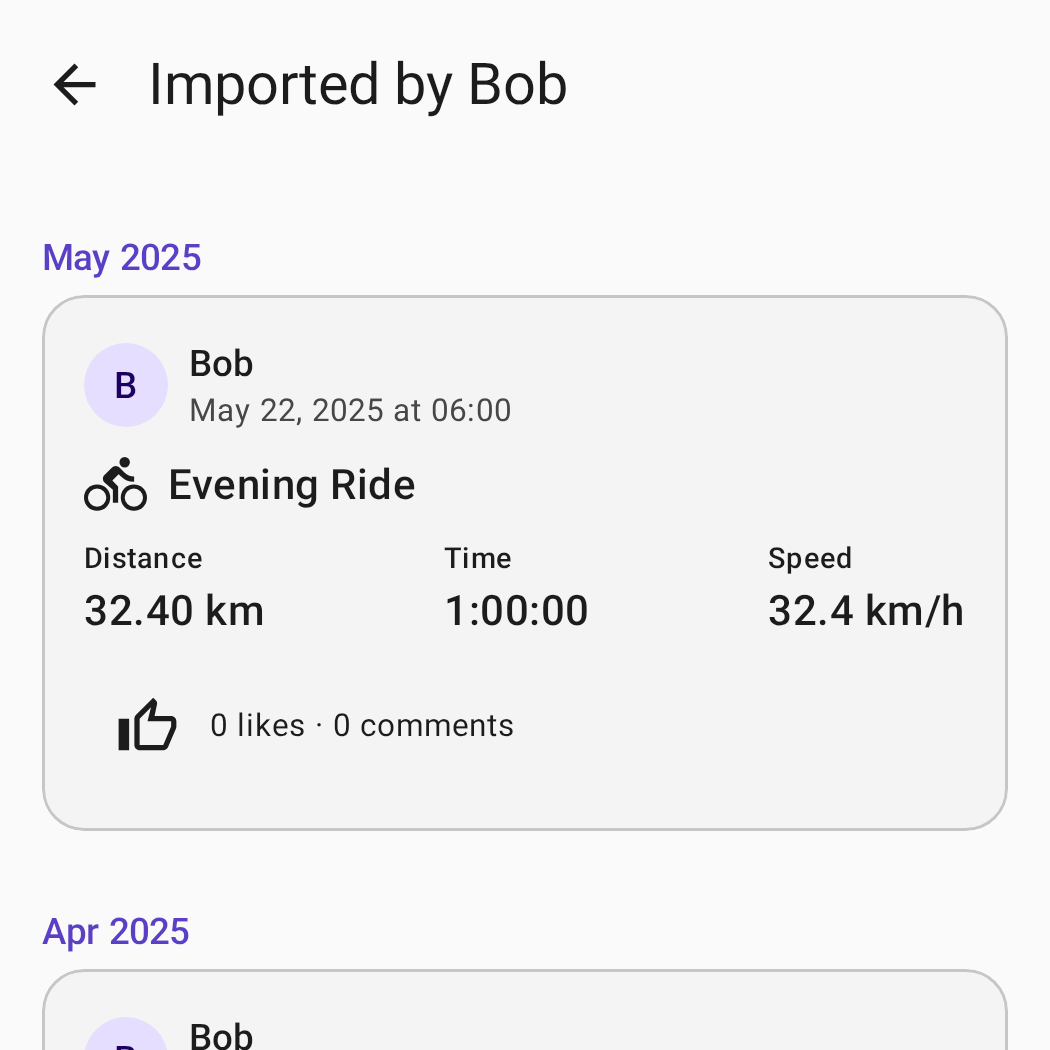 Imported by Bob
May 2025
B
Bob
May 22, 2025 at 06:00
Evening Ride
Distance Time Speed
32.40 km 1:00:00 32.4 km/h
0 likes · 0 comments
Apr 2025
B
Bob